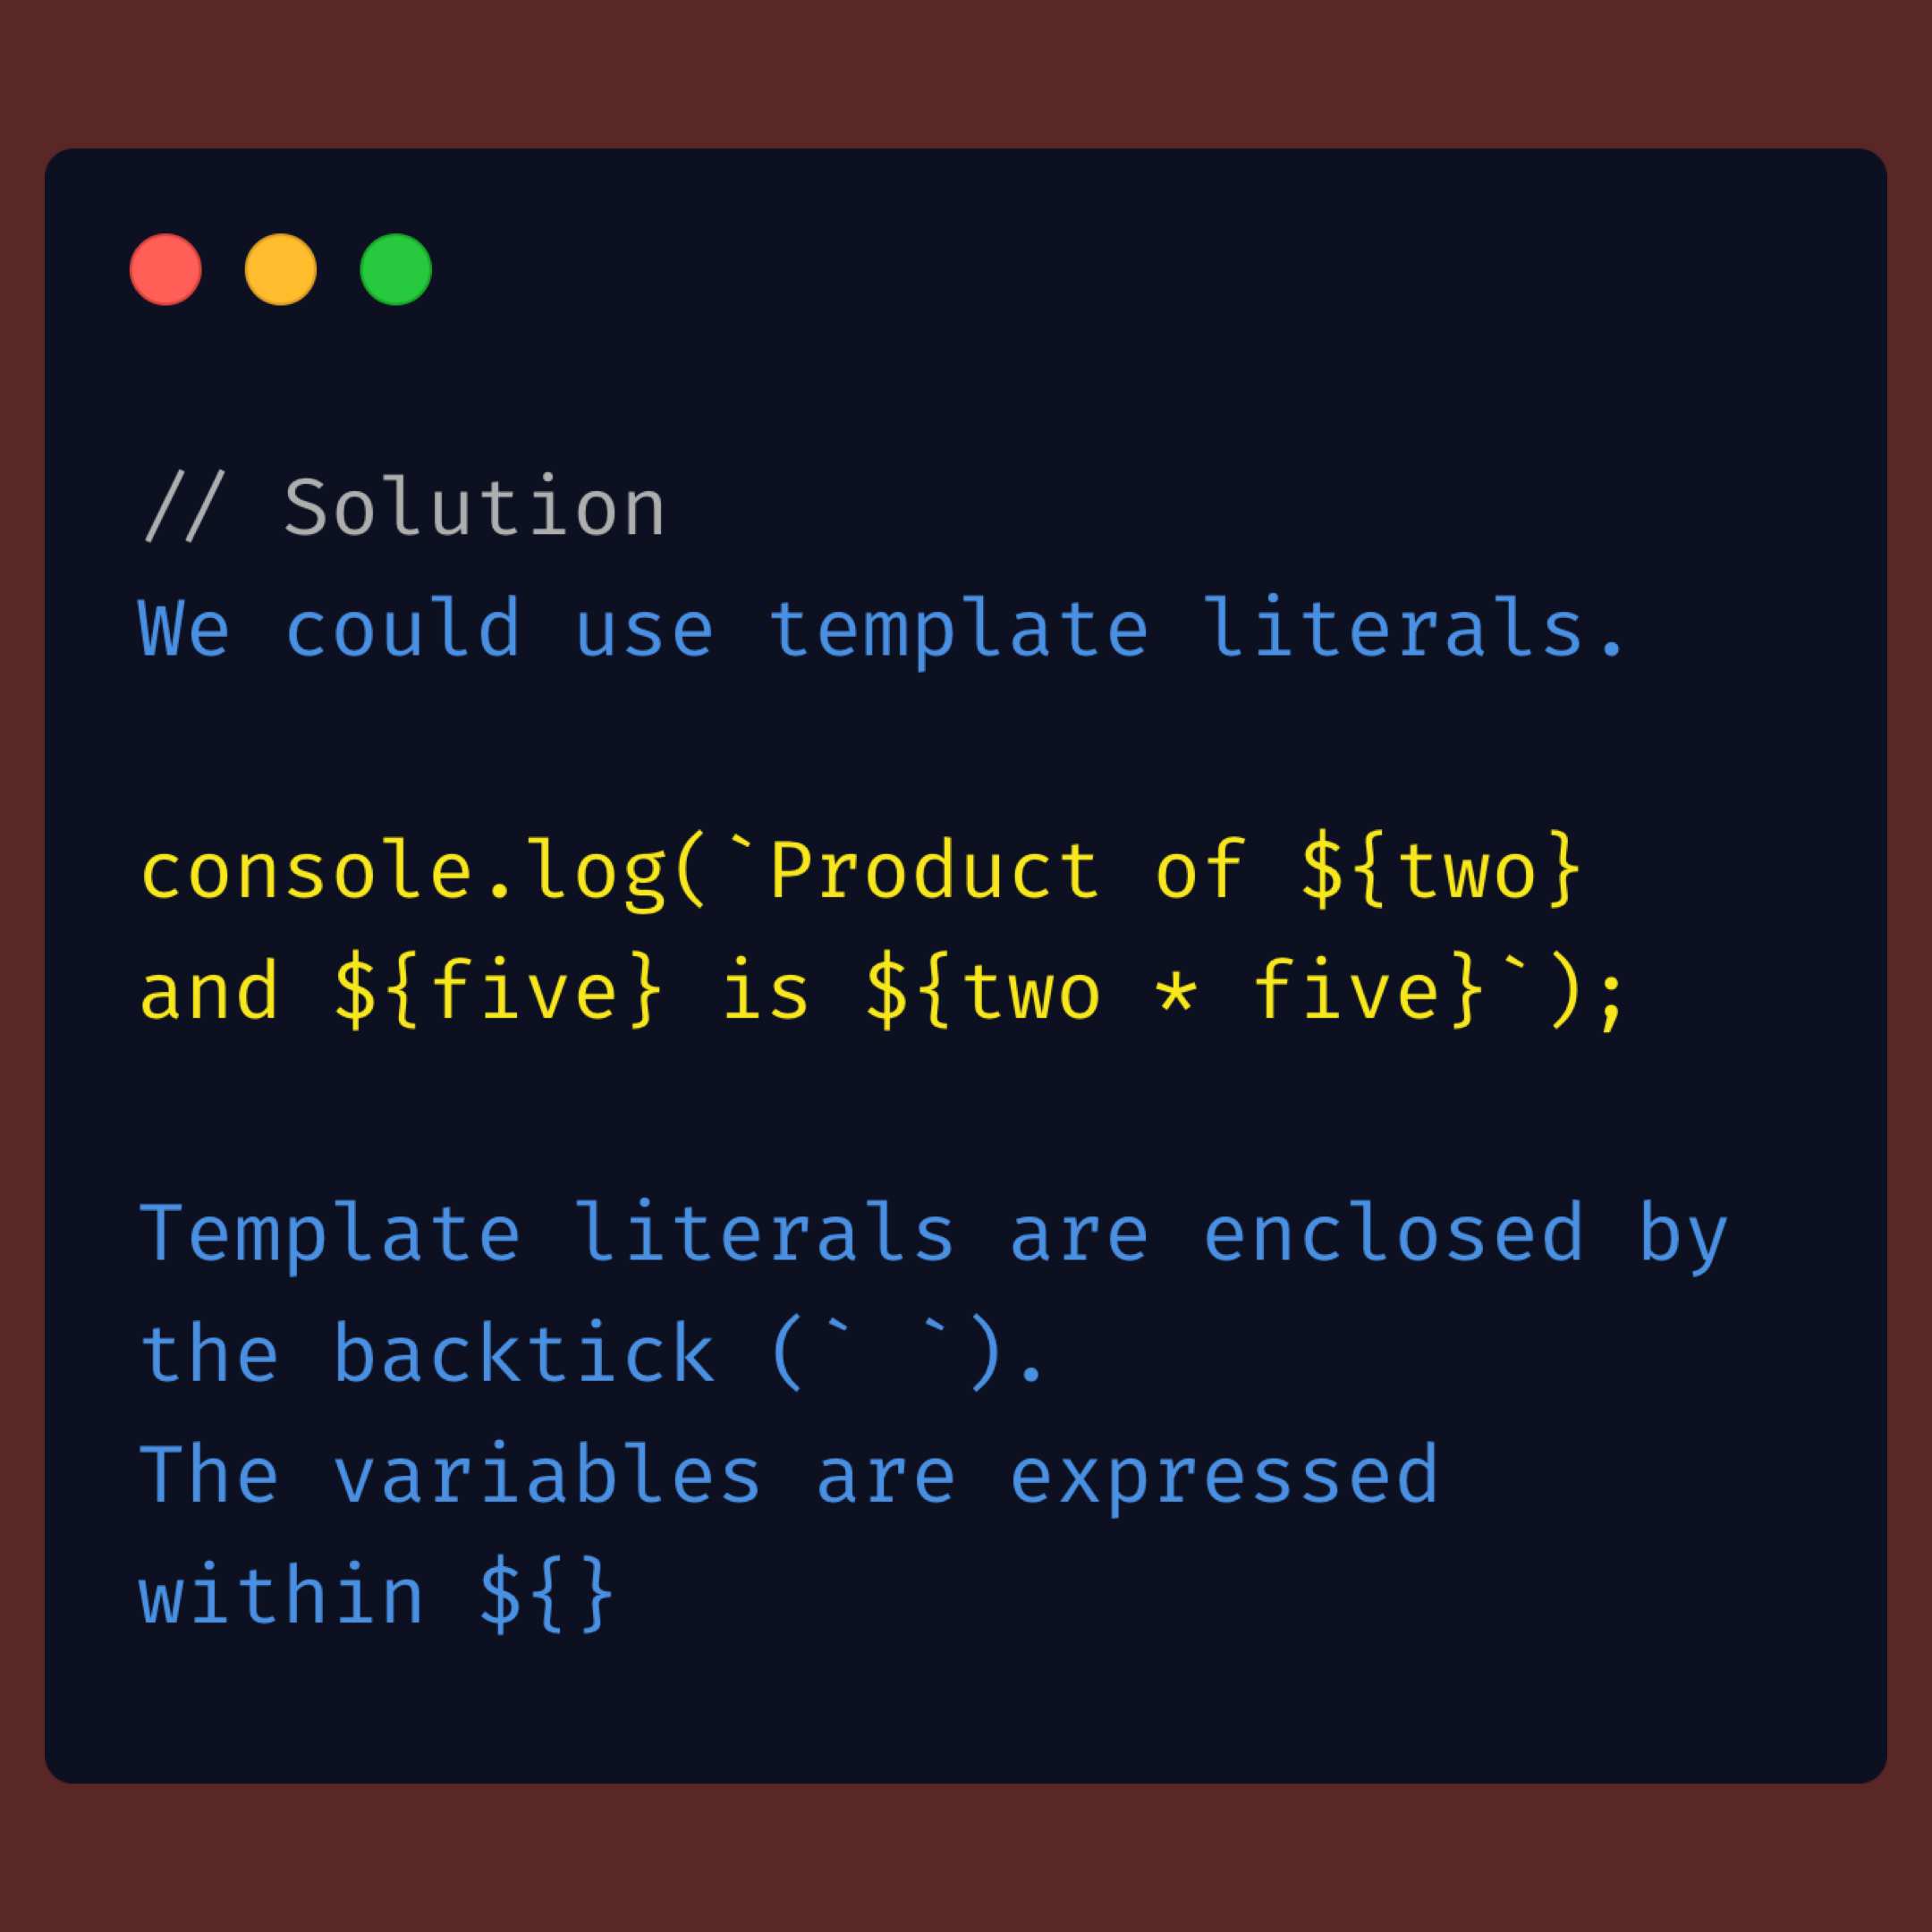 // Solution
We could use template literals.
console.log(`Product of ${two}
and ${five} is ${two * five}`);
Template literals are enclosed by
the backtick (` `).
The variables are expressed
within ${}